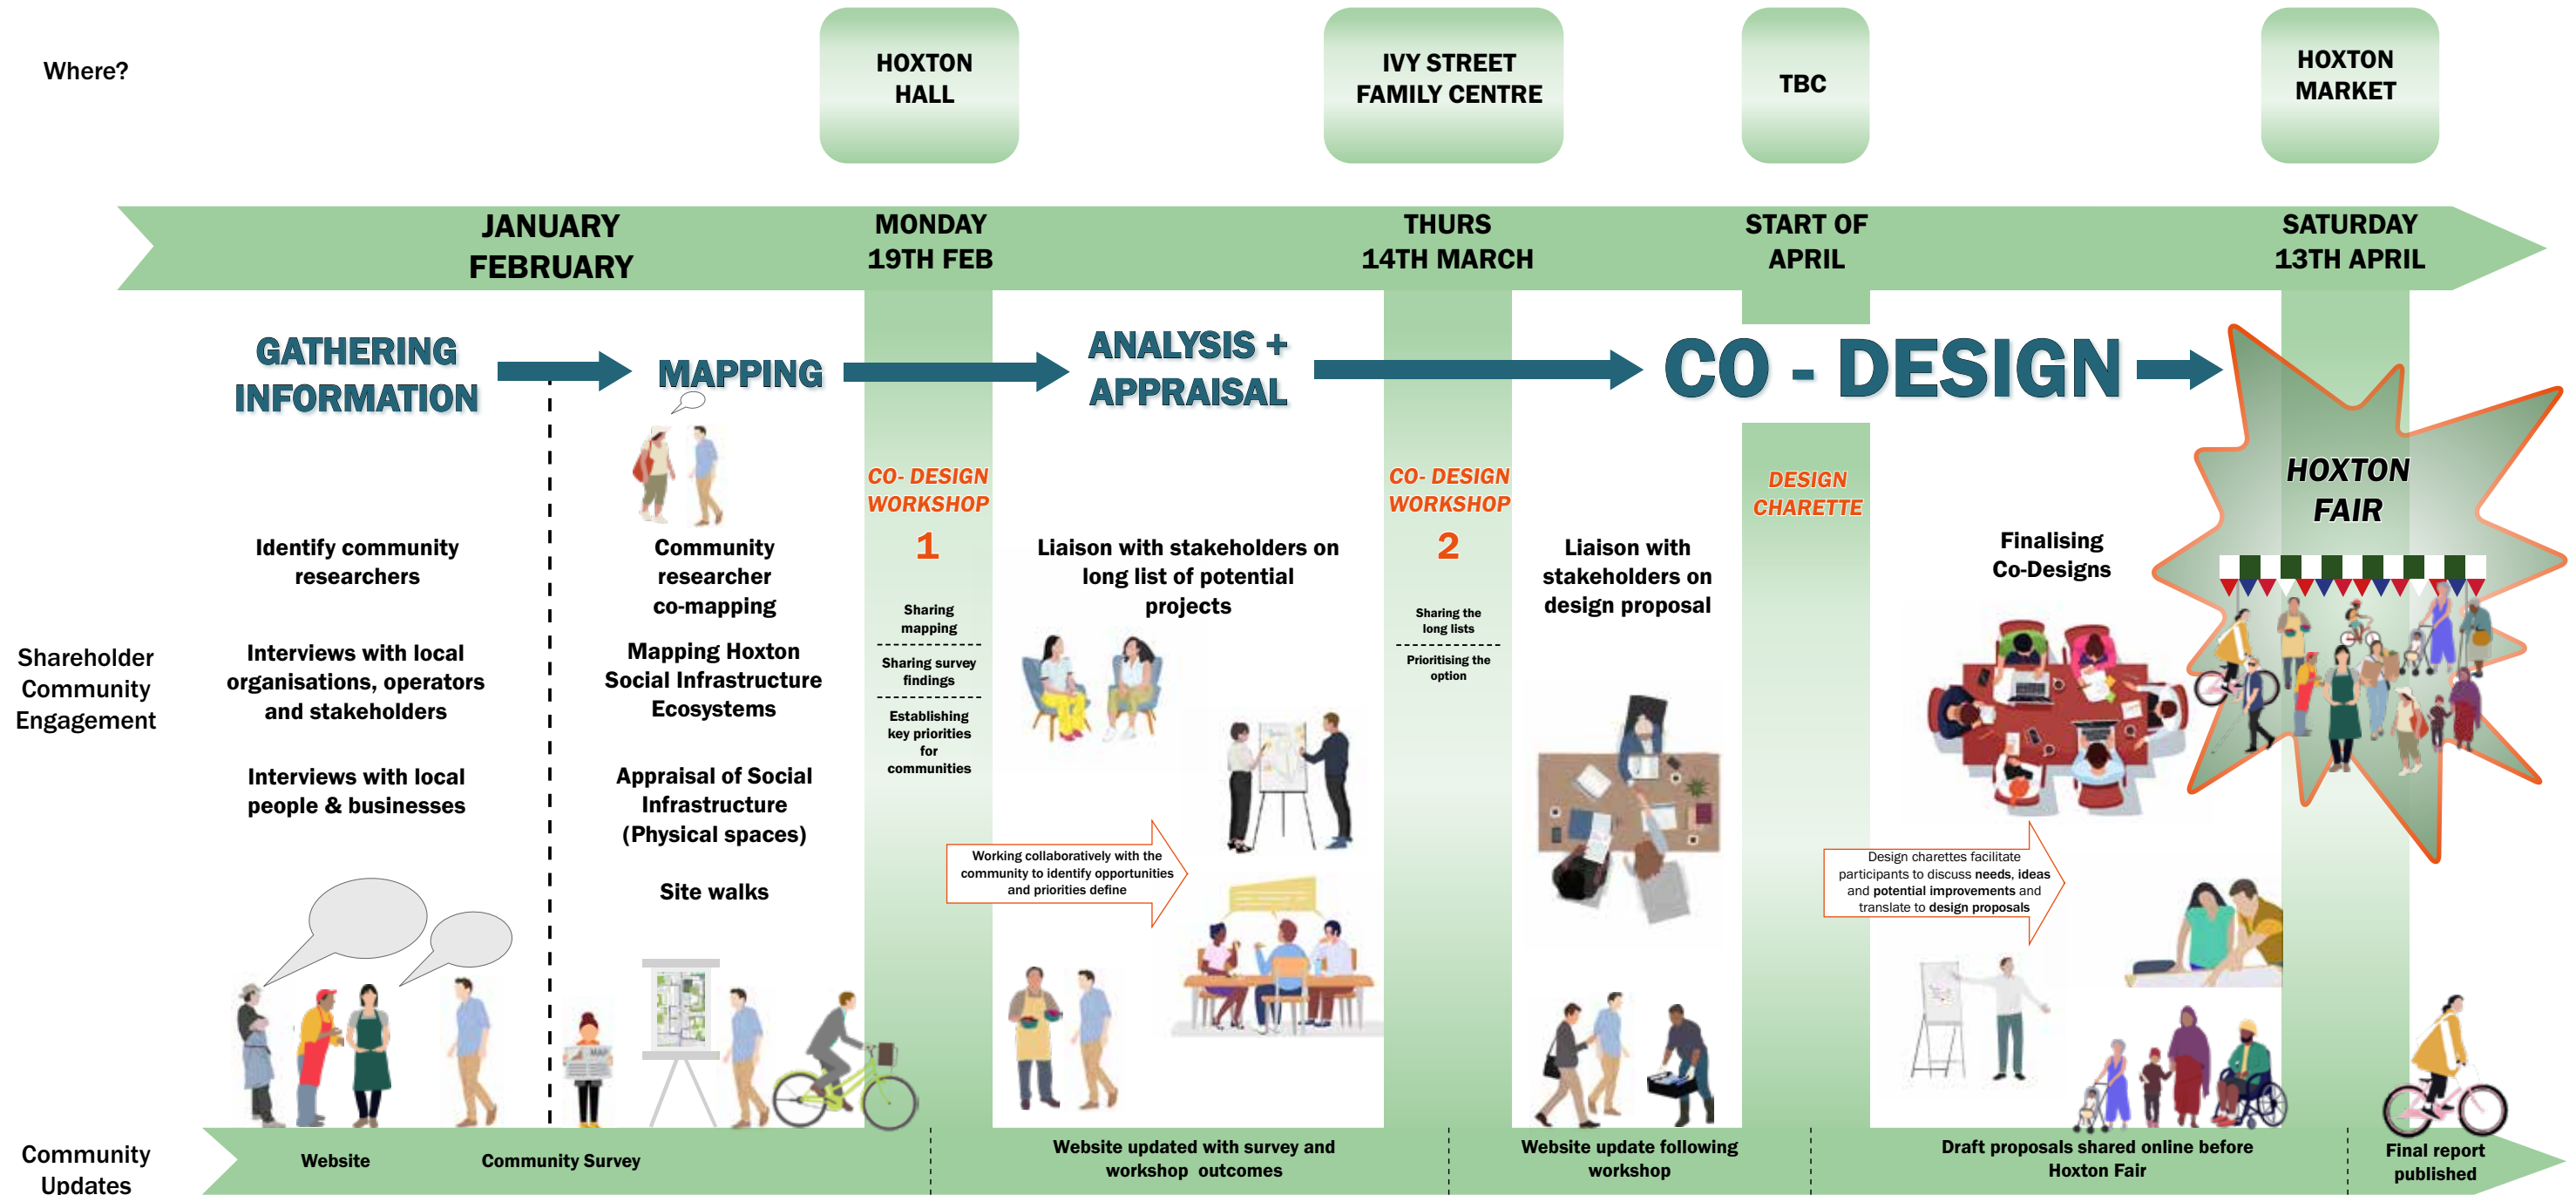 Where?
HOXTON
HALL
IVY STREET
FAMILY CENTRE
TBC
HOXTON
MARKET
JANUARY
FEBRUARY
MONDAY
19TH FEB
THURS
14TH MARCH
START OF
APRIL
SATURDAY
13TH APRIL
GATHERING
INFORMATION
MAPPING
ANALYSIS +
APPRAISAL
CO - DESIGN
Shareholder
Community
Engagement
Identify community
researchers
Interviews with local
organisations, operators
and stakeholders
Interviews with local
people & businesses
Community
researcher
co-mapping
Mapping Hoxton
Social Infrastructure
Ecosystems
Appraisal of Social
Infrastructure
(Physical spaces)
Site walks
MAP
CO- DESIGN
WORKSHOP
1
Sharing
mapping
Sharing survey
findings
Establishing
key priorities
for
communities
Liaison with stakeholders on
long list of potential
projects
Working collaboratively with the
community to identify opportunities
and priorities define
CO- DESIGN
WORKSHOP
2
Sharing the
long lists
Prioritising the
option
Liaison with
stakeholders on
design proposal
DESIGN
CHARETTE
Finalising
Co-Designs
Design charettes facilitate
participants to discuss needs, ideas
and potential improvements and
translate to design proposals
HOXTON
FAIR
Community
Updates
Website
Community Survey
Website updated with survey and
workshop outcomes
Website update following
workshop
Draft proposals shared online before
Hoxton Fair
Final report
published